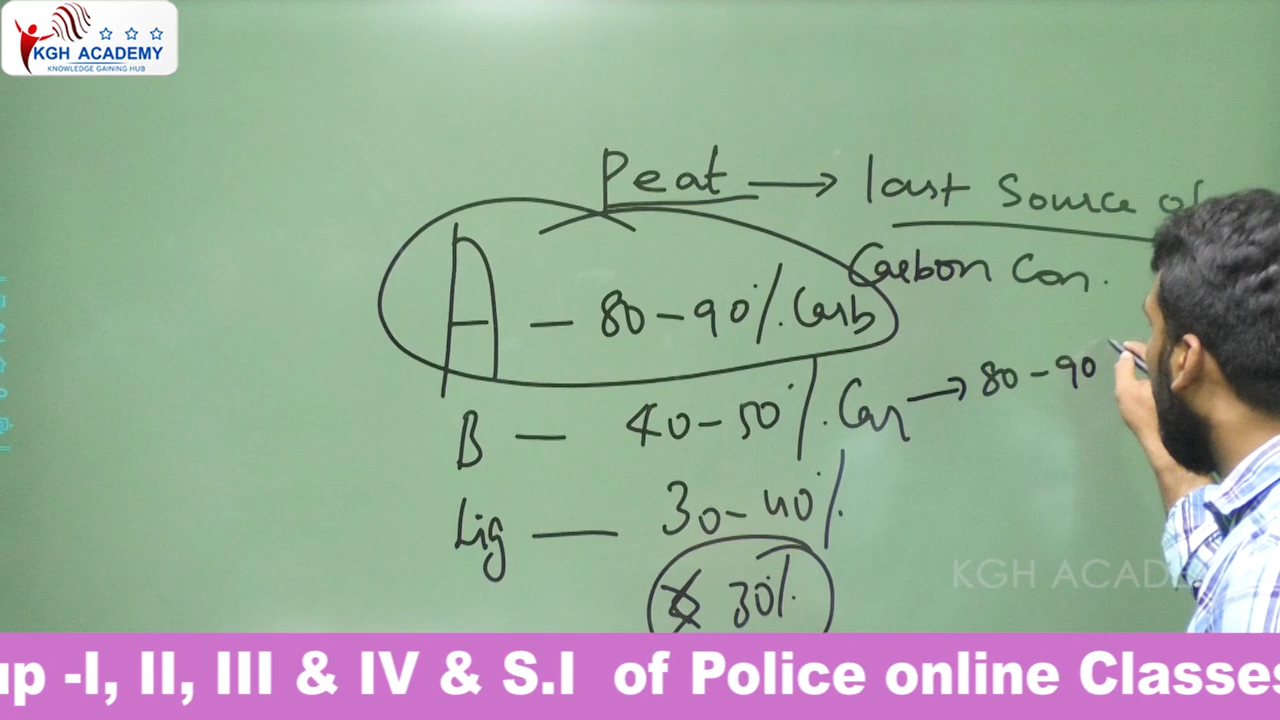 KGH ACADEMY
KNOWLEDGE GAINING HUB
Peat → last source of
Carbon Con.
A — 80-90% Carb
B — 40-50% Car → 80-90
Lig — 30-40%
30%
KGH ACAD
up -I, II, III & IV & S.I of Police online Classes